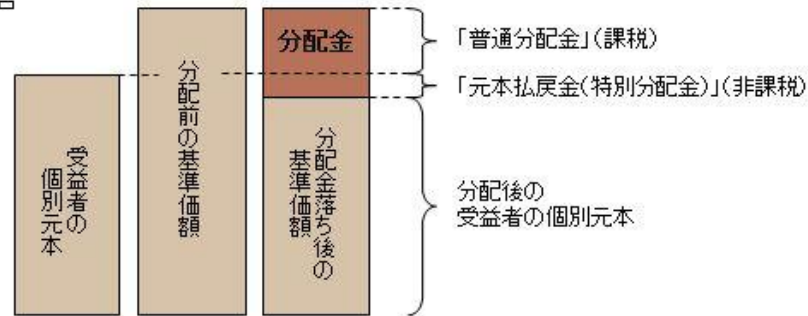 受益者の
個別元本
分配前の基準価額
分配金
分配金落ち後の
基準価額
「普通分配金」(課税)
「元本払戻金(特別分配金)」(非課税)
分配後の
受益者の個別元本